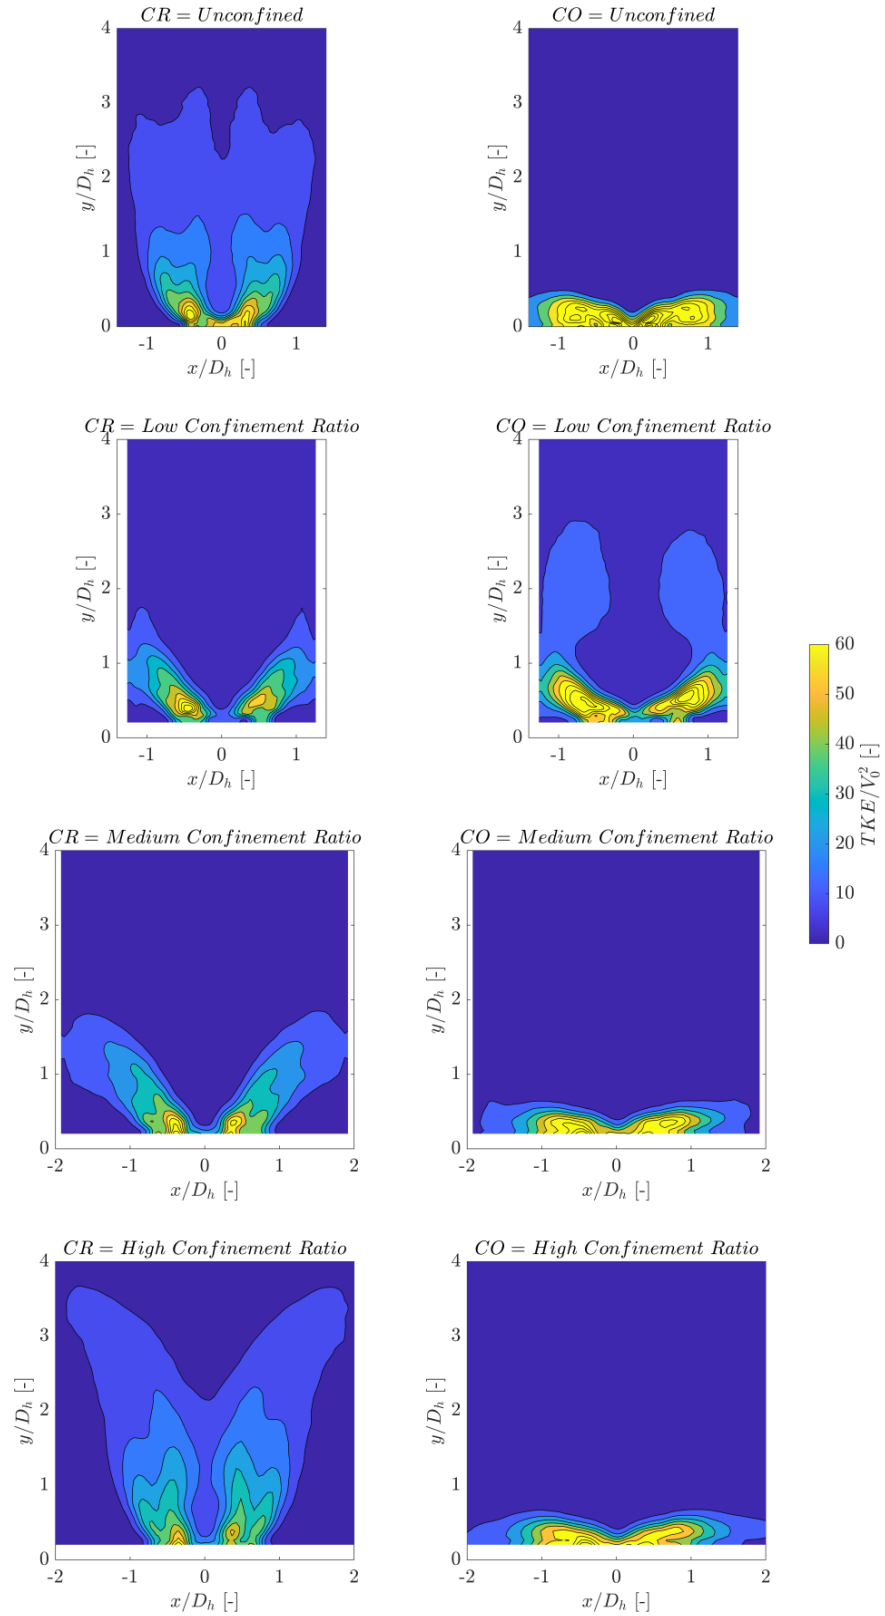 CR = Unconfined
4
3
2
1
0
y/D_h [-]
-1 0 1
x/D_h [-]
CO = Unconfined
4
3
2
1
0
y/D_h [-]
-1 0 1
x/D_h [-]
CR = Low Confinement Ratio
4
3
2
1
0
y/D_h [-]
-1 0 1
x/D_h [-]
CO = Low Confinement Ratio
4
3
2
1
0
y/D_h [-]
-1 0 1
x/D_h [-]
60
50
40
30
20
10
0
TKE/V_0^2 [-]
CR = Medium Confinement Ratio
4
3
2
1
0
y/D_h [-]
-2 -1 0 1 2
x/D_h [-]
CO = Medium Confinement Ratio
4
3
2
1
0
y/D_h [-]
-2 -1 0 1 2
x/D_h [-]
CR = High Confinement Ratio
4
3
2
1
0
y/D_h [-]
-2 -1 0 1 2
x/D_h [-]
CO = High Confinement Ratio
4
3
2
1
0
y/D_h [-]
-2 -1 0 1 2
x/D_h [-]